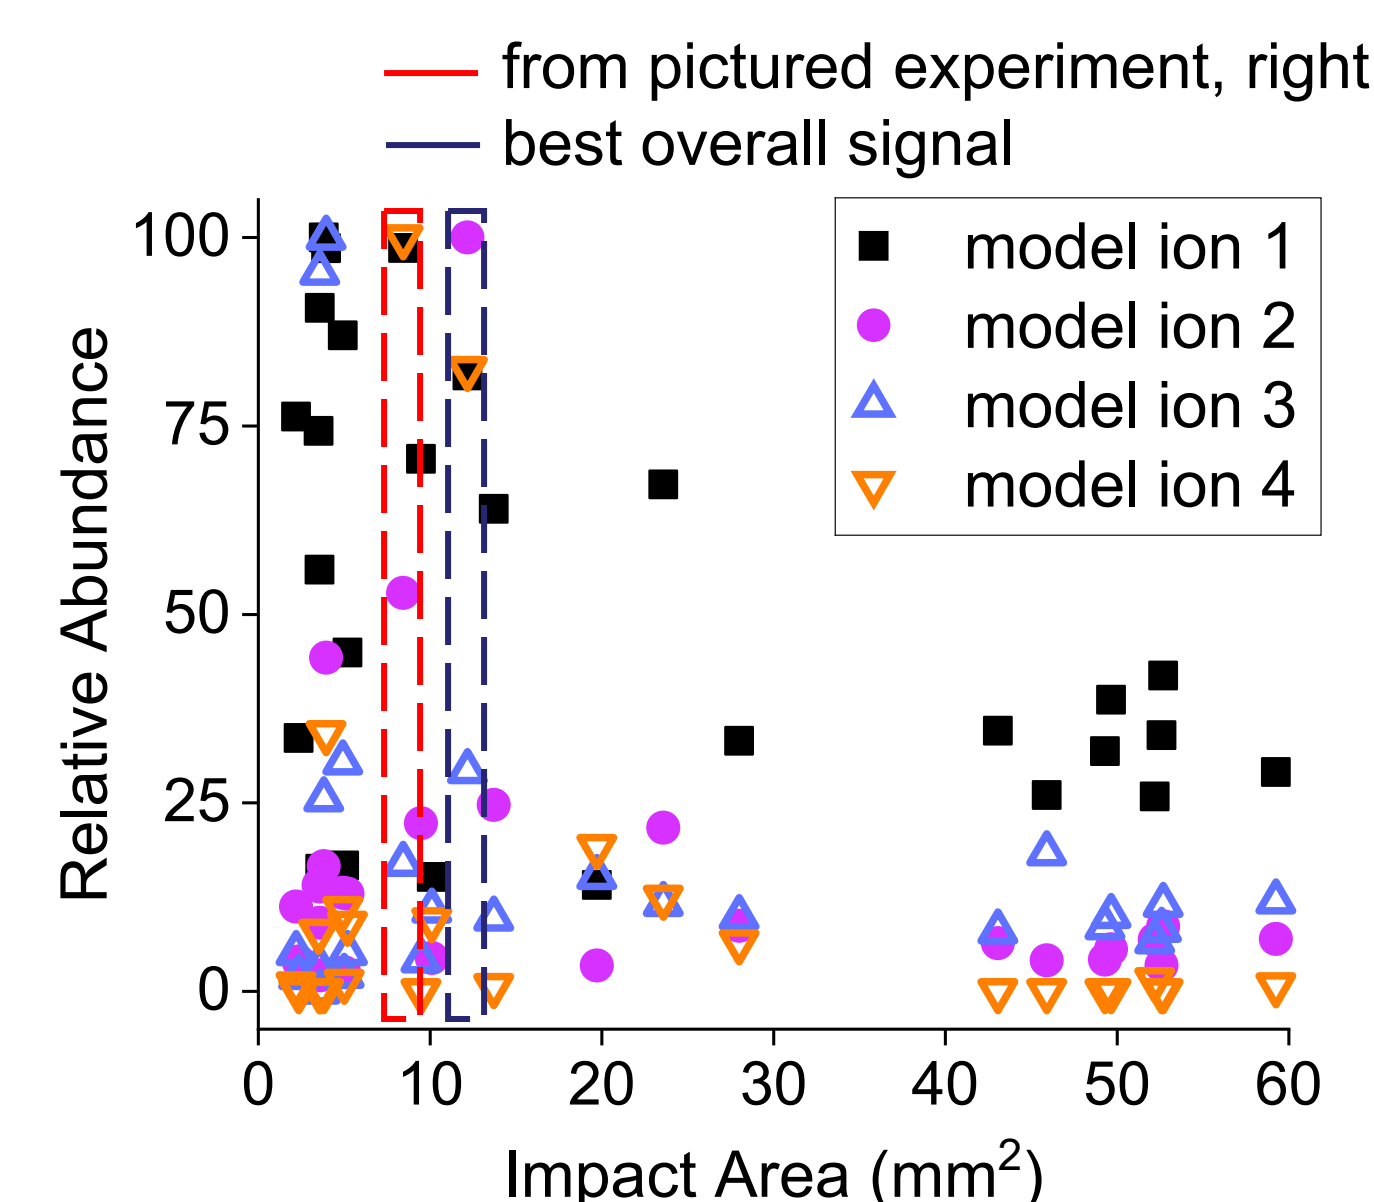 from pictured experiment, right
best overall signal
model ion 1
model ion 2
model ion 3
model ion 4
Relative Abundance
100
75
50
25
0
0 10 20 30 40 50 60
Impact Area (mm²)